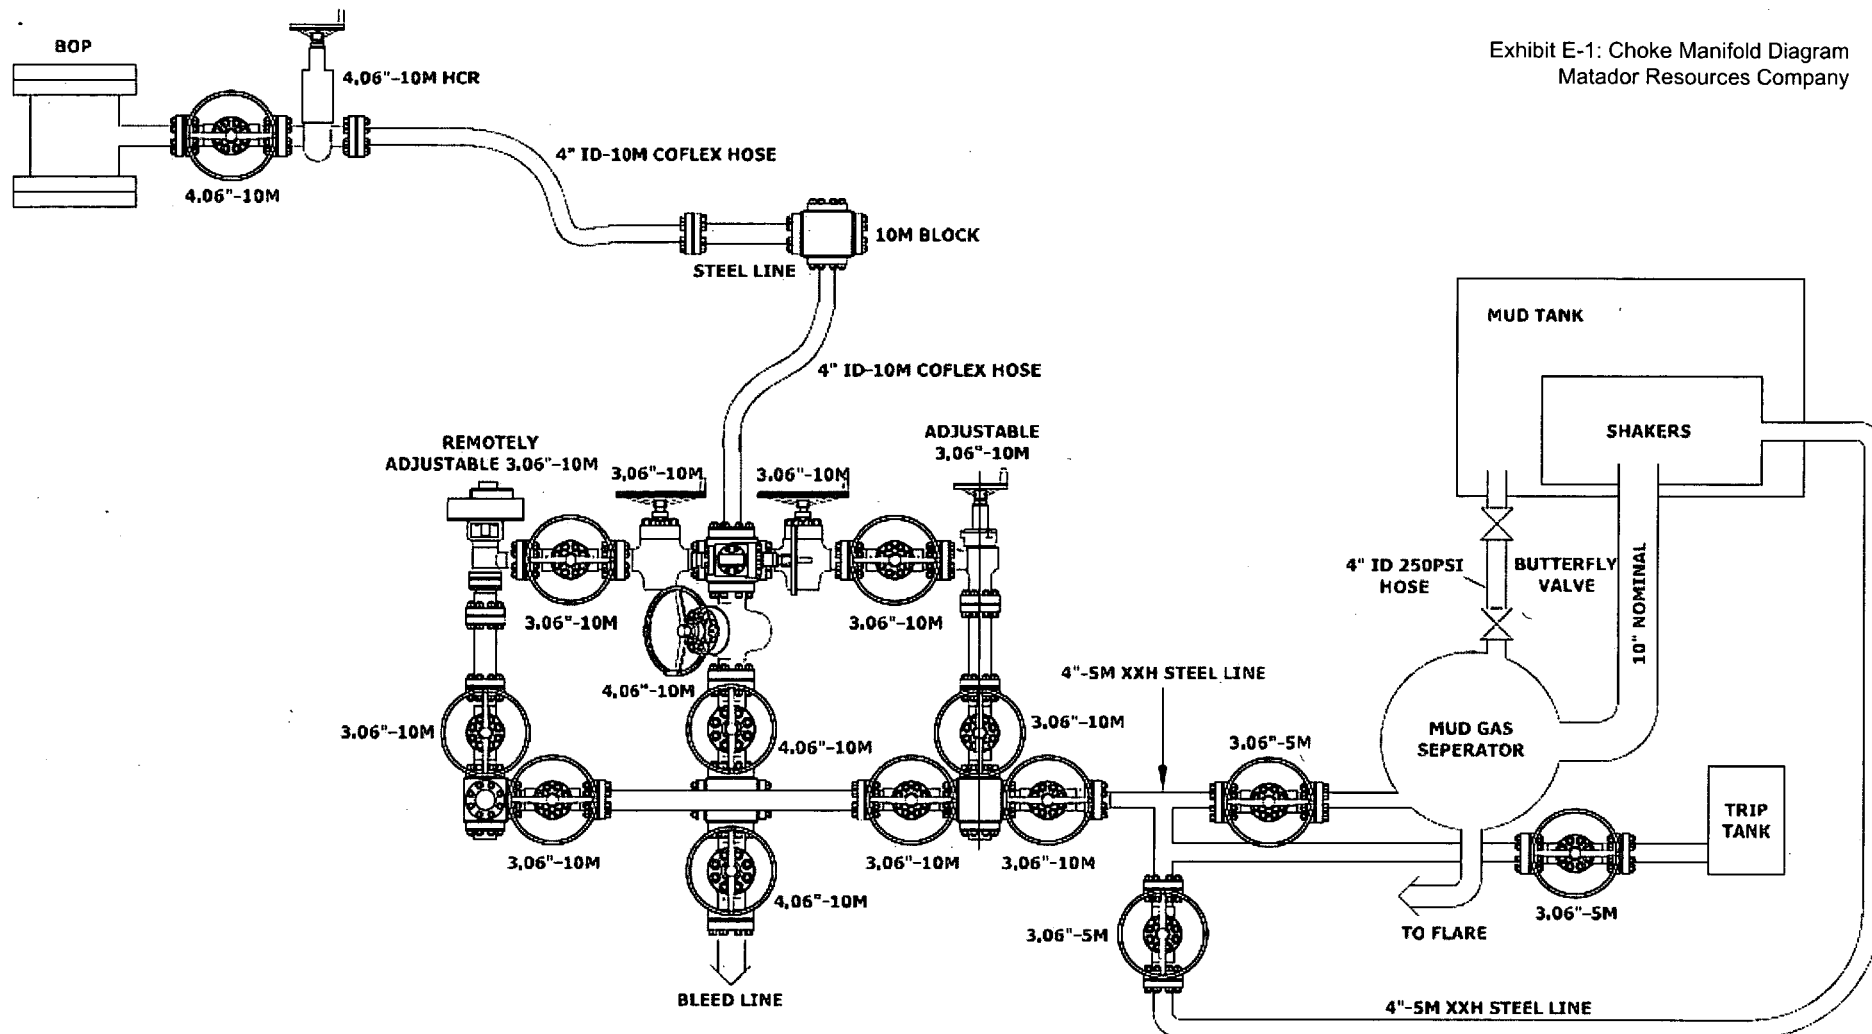 Exhibit E-1: Choke Manifold Diagram
Matador Resources Company
BOP
4.06"-10M HCR
4.06"-10M
4" ID-10M COFLEX HOSE
10M BLOCK
STEEL LINE
4" ID-10M COFLEX HOSE
MUD TANK
SHAKERS
REMOTELY
ADJUSTABLE 3.06"-10M
3.06"-10M
3.06"-10M
ADJUSTABLE
3.06"-10M
3.06"-10M
3.06"-10M
4" ID 250PSI
HOSE
BUTTERFLY
VALVE
10" NOMINAL
4.06"-10M
4"-5M XXH STEEL LINE
3.06"-10M
4.06"-10M
3.06"-10M
3.06"-5M
MUD GAS
SEPERATOR
TRIP
TANK
3.06"-10M
3.06"-10M
3.06"-10M
4.06"-10M
3.06"-5M
3.06"-5M
TO FLARE
BLEED LINE
4"-5M XXH STEEL LINE